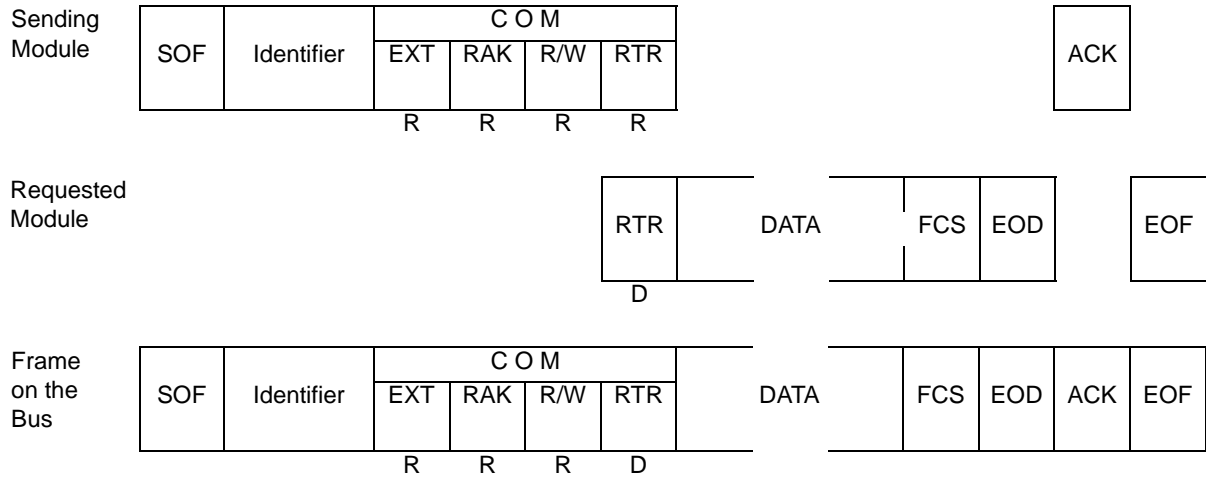 Sending
Module
C O M
SOF Identifier EXT RAK R/W RTR ACK
R R R R
Requested
Module
RTR DATA FCS EOD EOF
D
Frame
on the
Bus
C O M
SOF Identifier EXT RAK R/W RTR DATA FCS EOD ACK EOF
R R R D